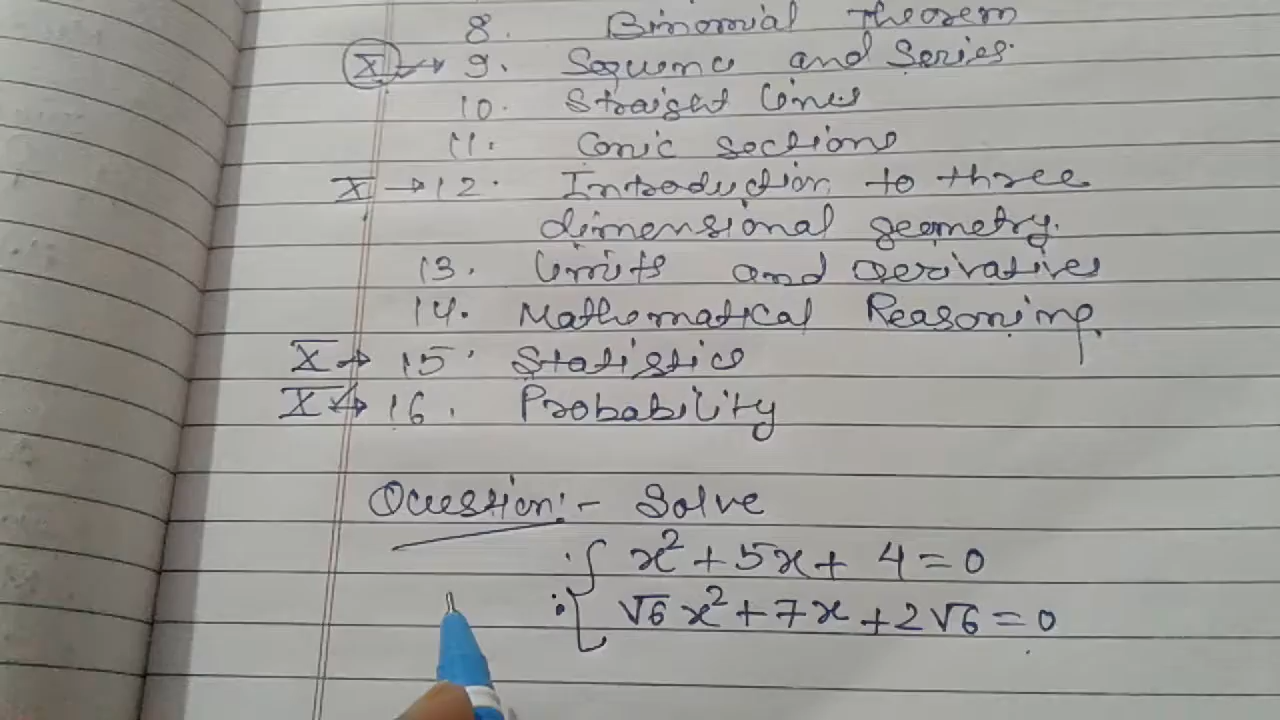 8. Binomial Theorem
X → 9. Sequence and Series.
10. Straight Lines
11. Conic sections
X → 12. Introduction to three
dimensional geometry.
13. Limits and Derivatives
14. Mathematical Reasoning.
X → 15. Statistics
X → 16. Probability
Question:- Solve
x² + 5x + 4 = 0
√6 x² + 7x + 2√6 = 0